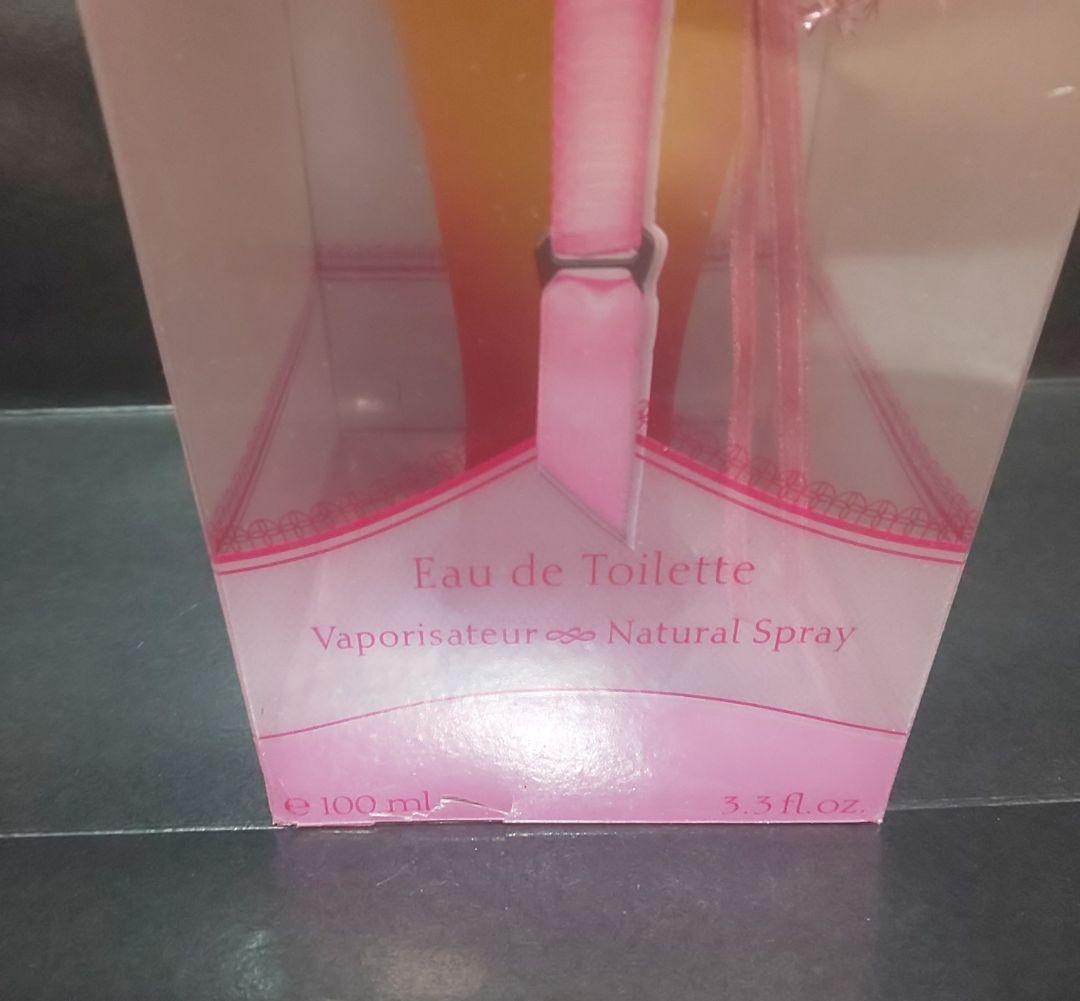 Eau de Toilette
Vaporisateur Natural Spray
e 100 ml 3.3 fl.oz.